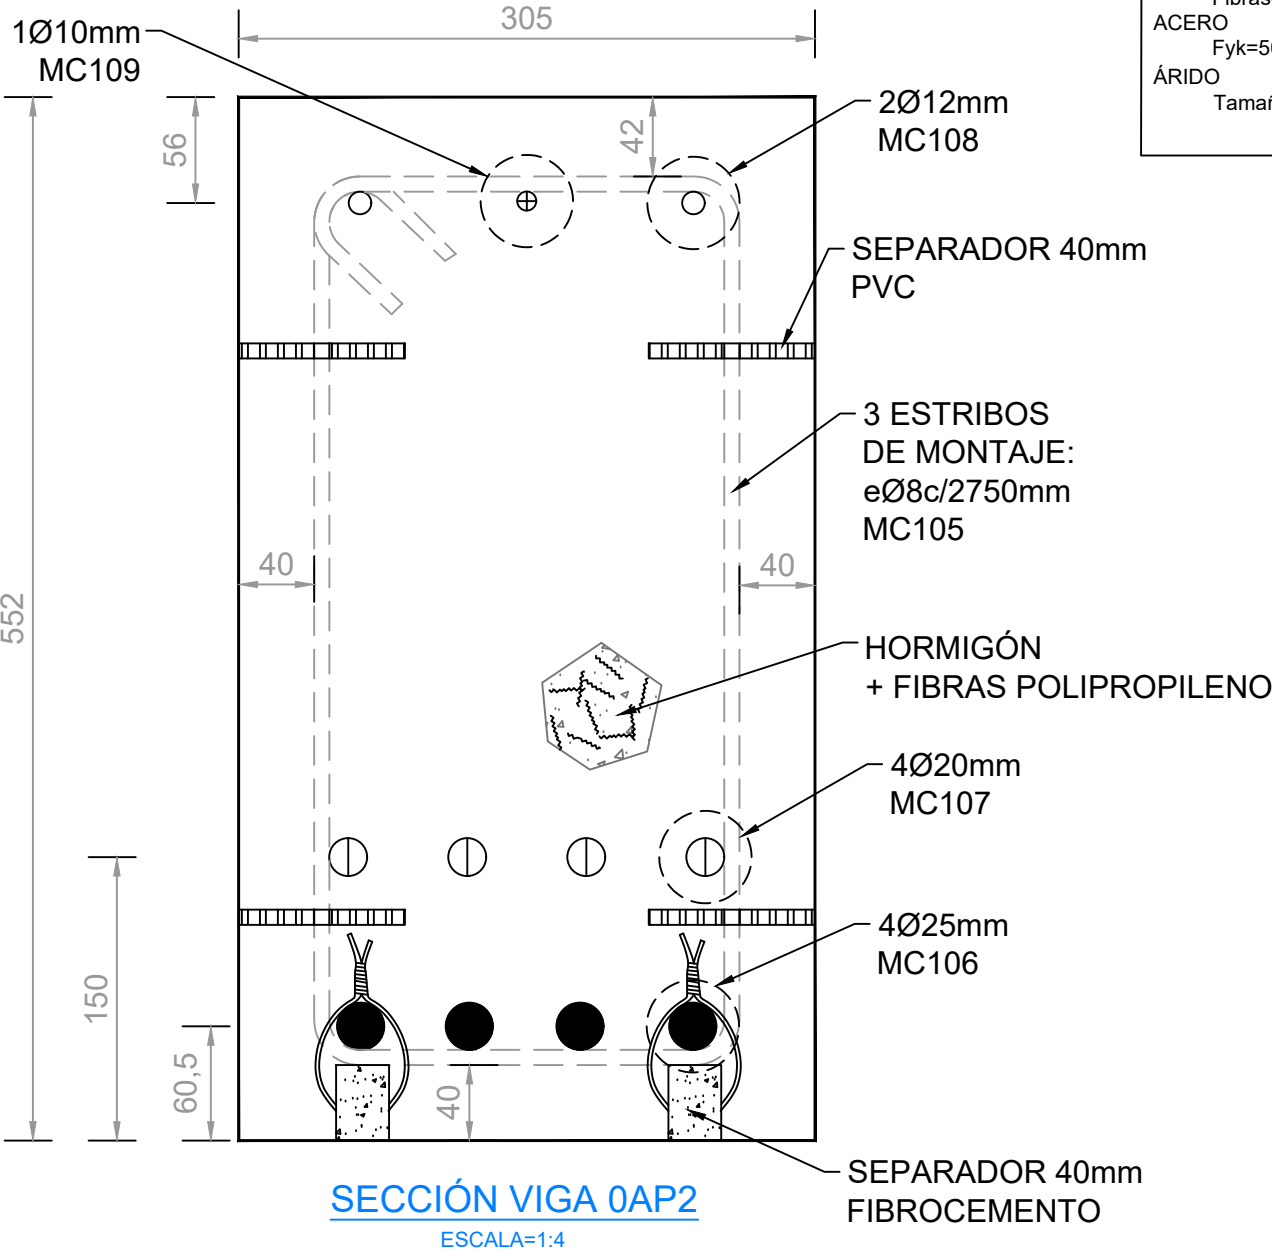 305
1Ø10mm
MC109
ACERO
ÁRIDO
56
42
2Ø12mm
MC108
SEPARADOR 40mm
PVC
3 ESTRIBOS
DE MONTAJE:
eØ8c/2750mm
MC105
40
40
552
HORMIGÓN
+ FIBRAS POLIPROPILENO
4Ø20mm
MC107
4Ø25mm
MC106
150
60,5
40
SEPARADOR 40mm
FIBROCEMENTO
SECCIÓN VIGA 0AP2
ESCALA=1:4